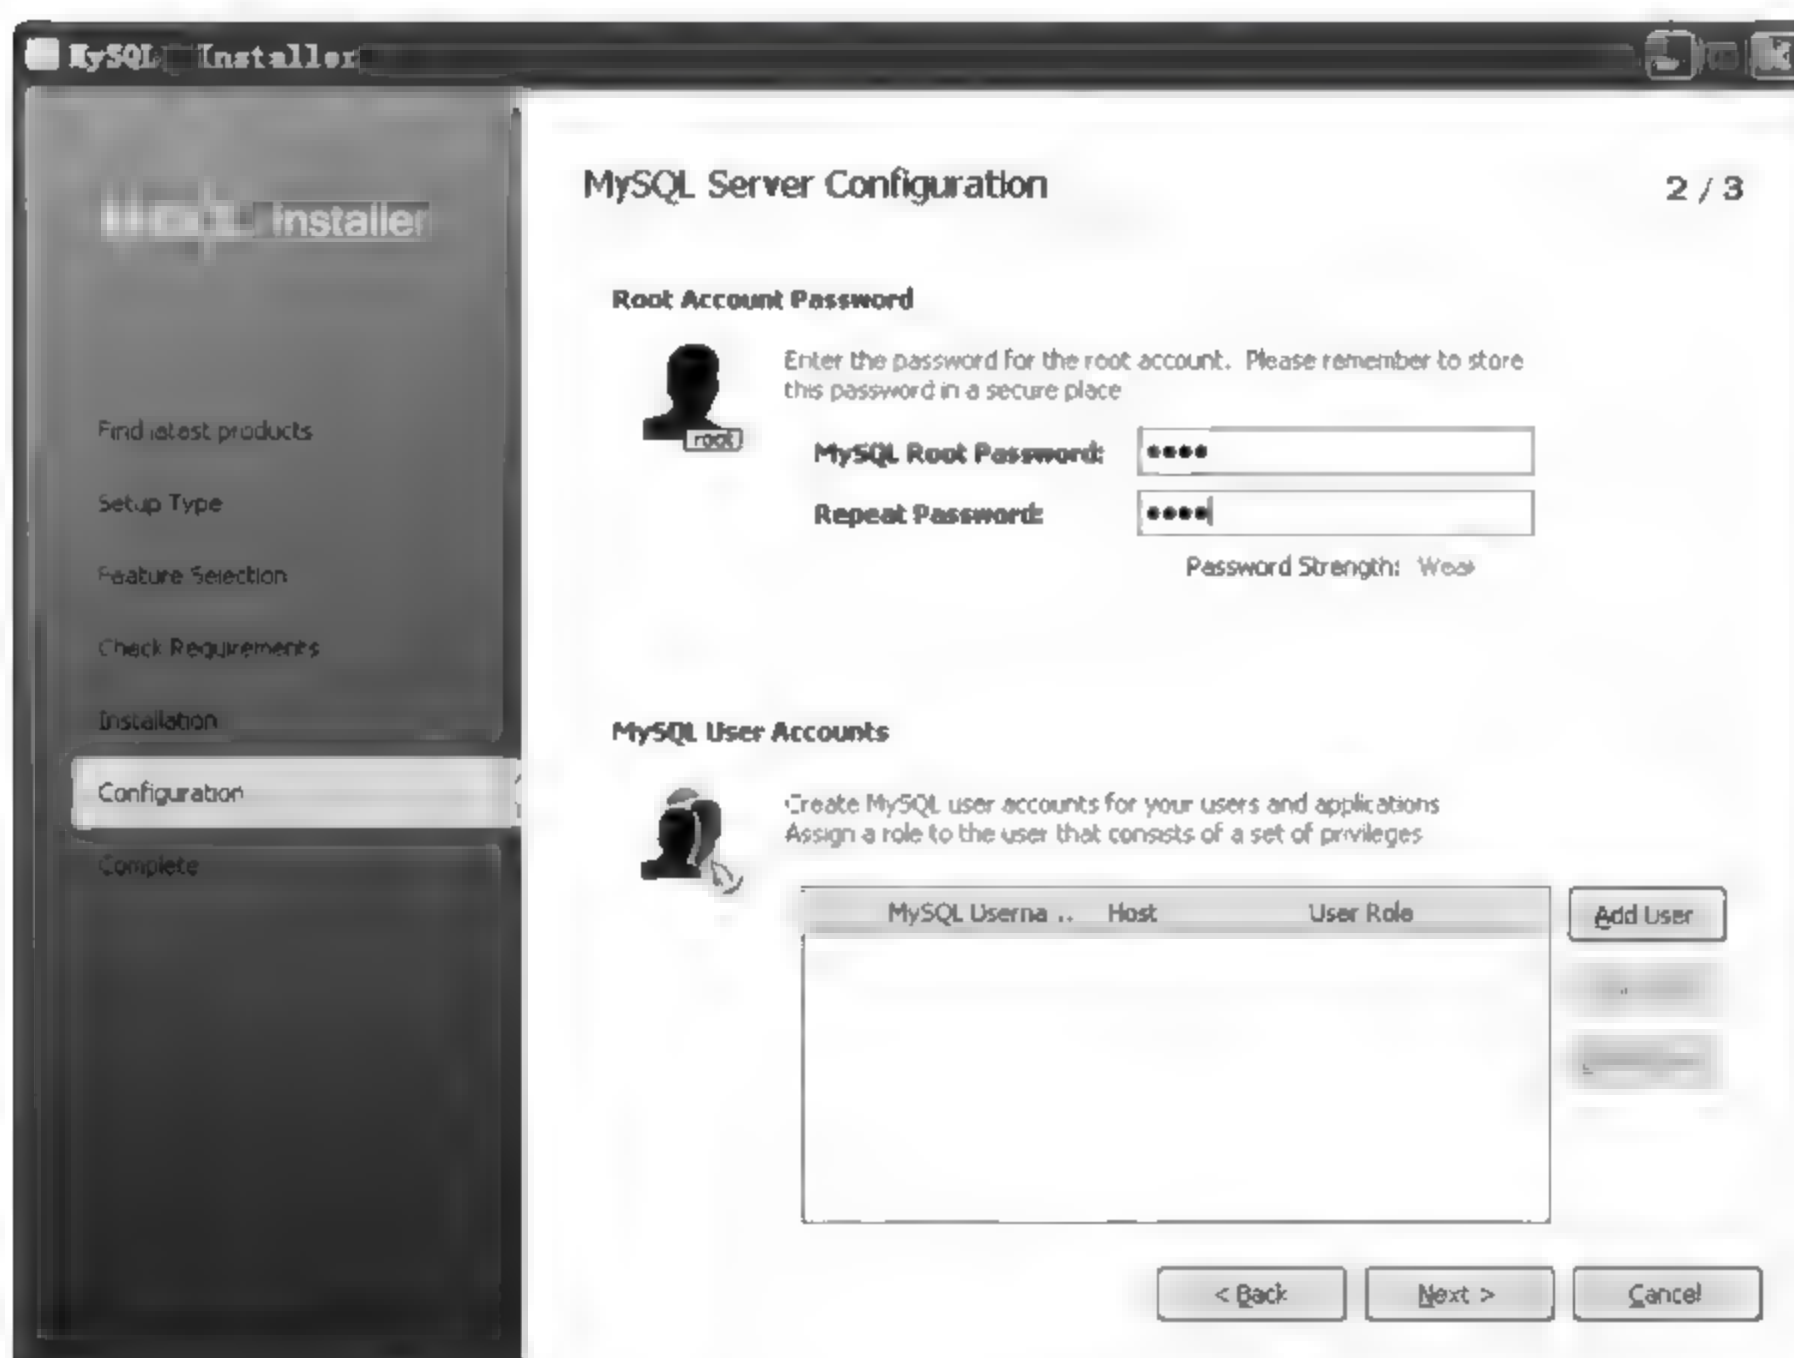 MySQL Installer
Installer
MySQL Server Configuration
2 / 3
Root Account Password
Enter the password for the root account. Please remember to store
this password in a secure place
root
MySQL Root Password:
••••
Repeat Password:
••••
Password Strength: Weak
Find latest products
Setup Type
Feature Selection
Check Requirements
Installation
Configuration
Complete
MySQL User Accounts
Create MySQL user accounts for your users and applications
Assign a role to the user that consists of a set of privileges
MySQL Userna .. Host User Role
Add User
< Back
Next >
Cancel